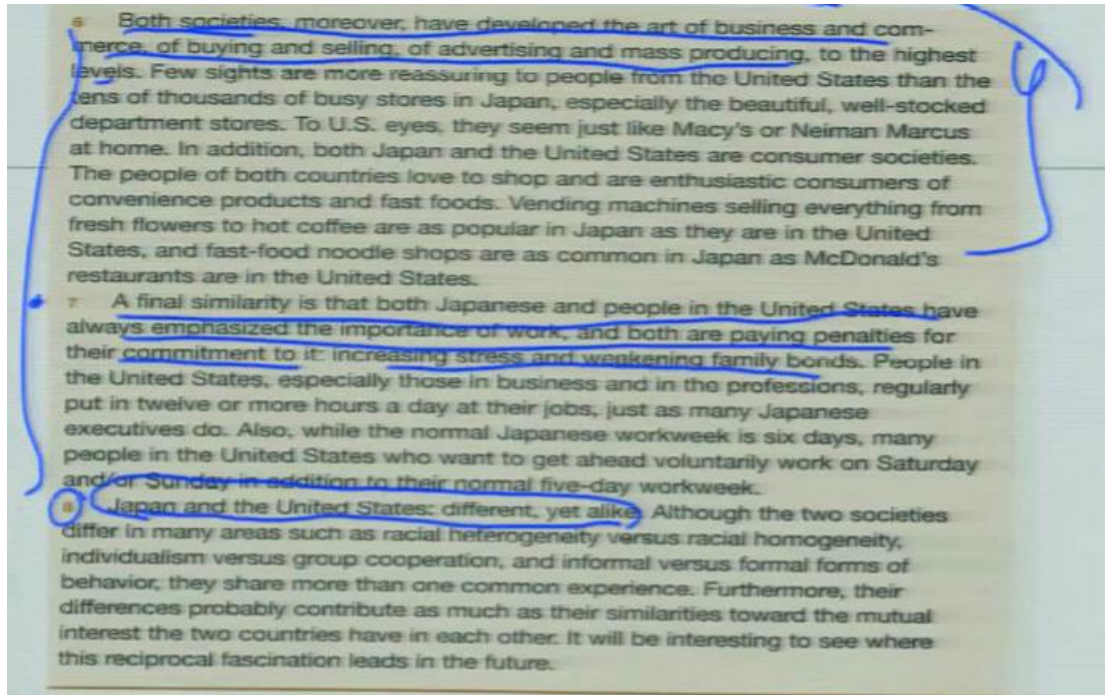 6 Both societies, moreover, have developed the art of business and com-
merce, of buying and selling, of advertising and mass producing, to the highest
levels. Few sights are more reassuring to people from the United States than the
tens of thousands of busy stores in Japan, especially the beautiful, well-stocked
department stores. To U.S. eyes, they seem just like Macy's or Neiman Marcus
at home. In addition, both Japan and the United States are consumer societies.
The people of both countries love to shop and are enthusiastic consumers of
convenience products and fast foods. Vending machines selling everything from
fresh flowers to hot coffee are as popular in Japan as they are in the United
States, and fast-food noodle shops are as common in Japan as McDonald's
restaurants are in the United States.
7 A final similarity is that both Japanese and people in the United States have
always emphasized the importance of work, and both are paying penalties for
their commitment to it: increasing stress and weakening family bonds. People in
the United States, especially those in business and in the professions, regularly
put in twelve or more hours a day at their jobs, just as many Japanese
executives do. Also, while the normal Japanese workweek is six days, many
people in the United States who want to get ahead voluntarily work on Saturday
and/or Sunday in addition to their normal five-day workweek.
8 Japan and the United States: different, yet alike. Although the two societies
differ in many areas such as racial heterogeneity versus racial homogeneity,
individualism versus group cooperation, and informal versus formal forms of
behavior, they share more than one common experience. Furthermore, their
differences probably contribute as much as their similarities toward the mutual
interest the two countries have in each other. It will be interesting to see where
this reciprocal fascination leads in the future.